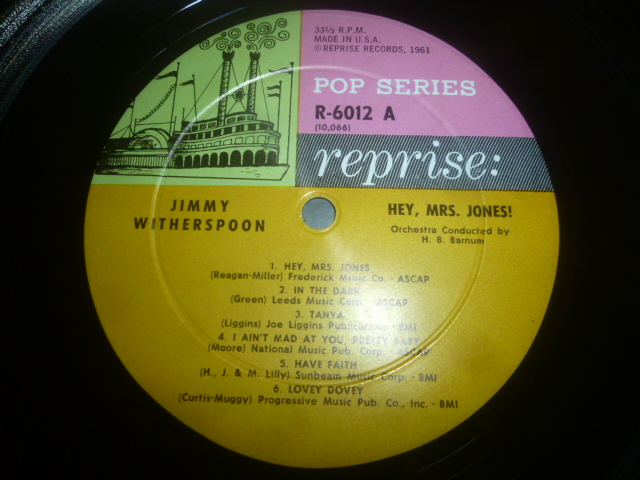 33⅓ R.P.M.
MADE IN U.S.A.
©REPRISE RECORDS, 1961
POP SERIES
R-6012 A
(10,066)
reprise:
JIMMY
WITHERSPOON
HEY, MRS. JONES!
Orchestra Conducted by
H. B. Barnum
1. HEY, MRS. JONES
(Reagan-Miller) Frederick Music Co. - ASCAP
2. IN THE DARK
(Green) Leeds Music Corp. - ASCAP
3. TANYA
(Liggins) Joe Liggins Publications - BMI
4. I AIN'T MAD AT YOU, PRETTY BABY
(Moore) National Music Pub. Corp. - ASCAP
5. HAVE FAITH
(H., J. & M. Lilly) Sunbeam Music Corp. - BMI
6. LOVEY DOVEY
(Curtis-Muggy) Progressive Music Pub. Co., Inc. - BMI